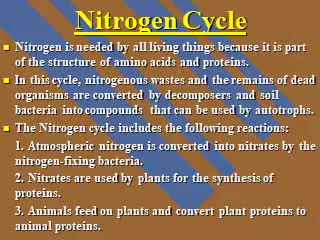 Nitrogen Cycle
Nitrogen is needed by all living things because it is part
of the structure of amino acids and proteins.
In this cycle, nitrogenous wastes and the remains of dead
organisms are converted by decomposers and soil
bacteria into compounds that can be used by autotrophs.
The Nitrogen cycle includes the following reactions:
1. Atmospheric nitrogen is converted into nitrates by the
nitrogen-fixing bacteria.
2. Nitrates are used by plants for the synthesis of
proteins.
3. Animals feed on plants and convert plant proteins to
animal proteins.